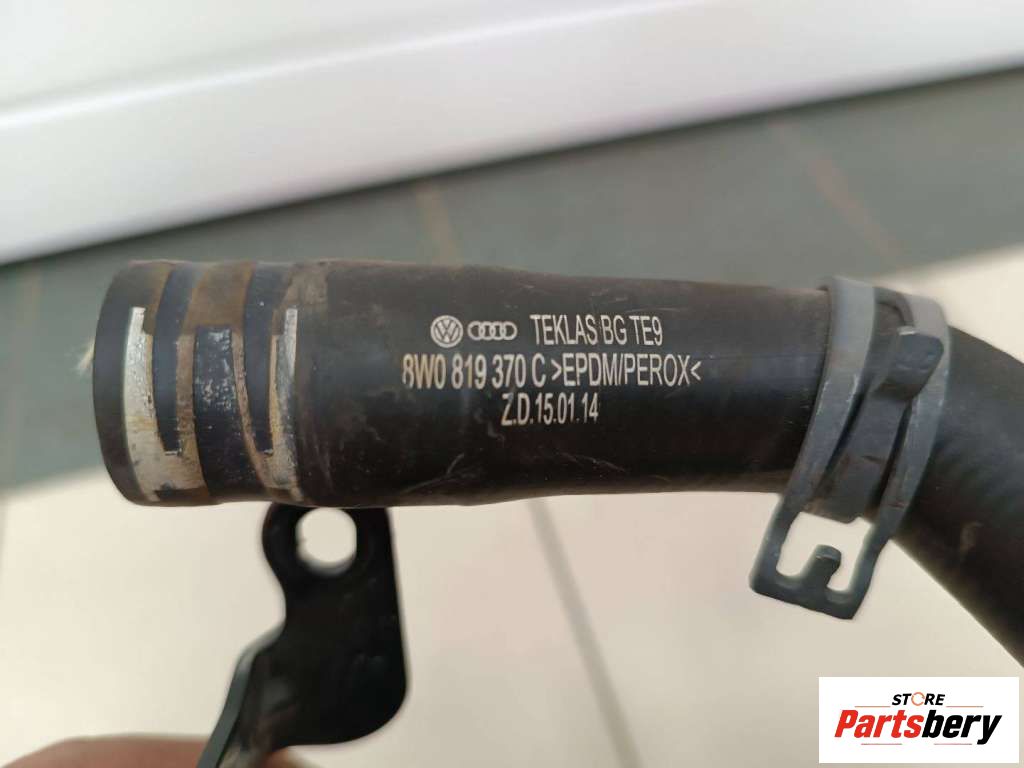 TEKLAS BG TE9
8W0 819 370 C >EPDM/PEROX<
Z.D.15.01.14
STORE
Partsbery